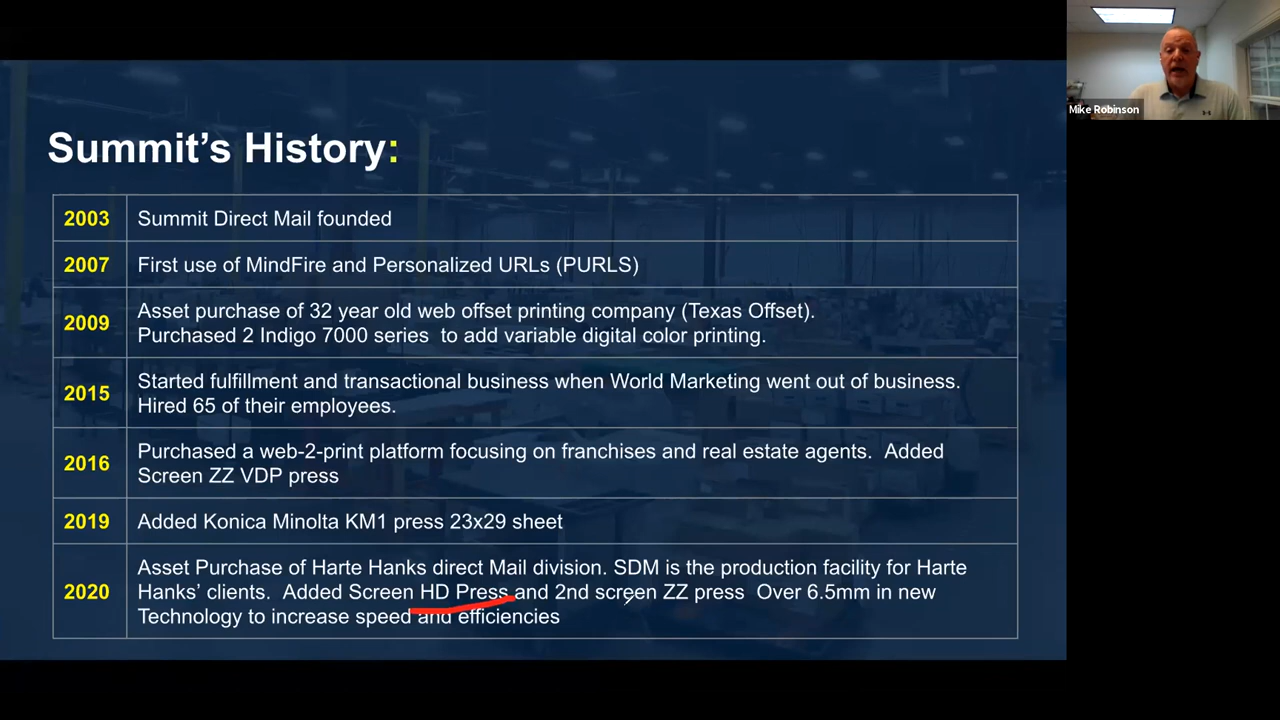 Mike Robinson
Summit's History:
2003 Summit Direct Mail founded
2007 First use of MindFire and Personalized URLs (PURLS)
2009 Asset purchase of 32 year old web offset printing company (Texas Offset).
Purchased 2 Indigo 7000 series to add variable digital color printing.
2015 Started fulfillment and transactional business when World Marketing went out of business.
Hired 65 of their employees.
2016 Purchased a web-2-print platform focusing on franchises and real estate agents. Added
Screen ZZ VDP press
2019 Added Konica Minolta KM1 press 23x29 sheet
2020 Asset Purchase of Harte Hanks direct Mail division. SDM is the production facility for Harte
Hanks' clients. Added Screen HD Press and 2nd screen ZZ press Over 6.5mm in new
Technology to increase speed and efficiencies